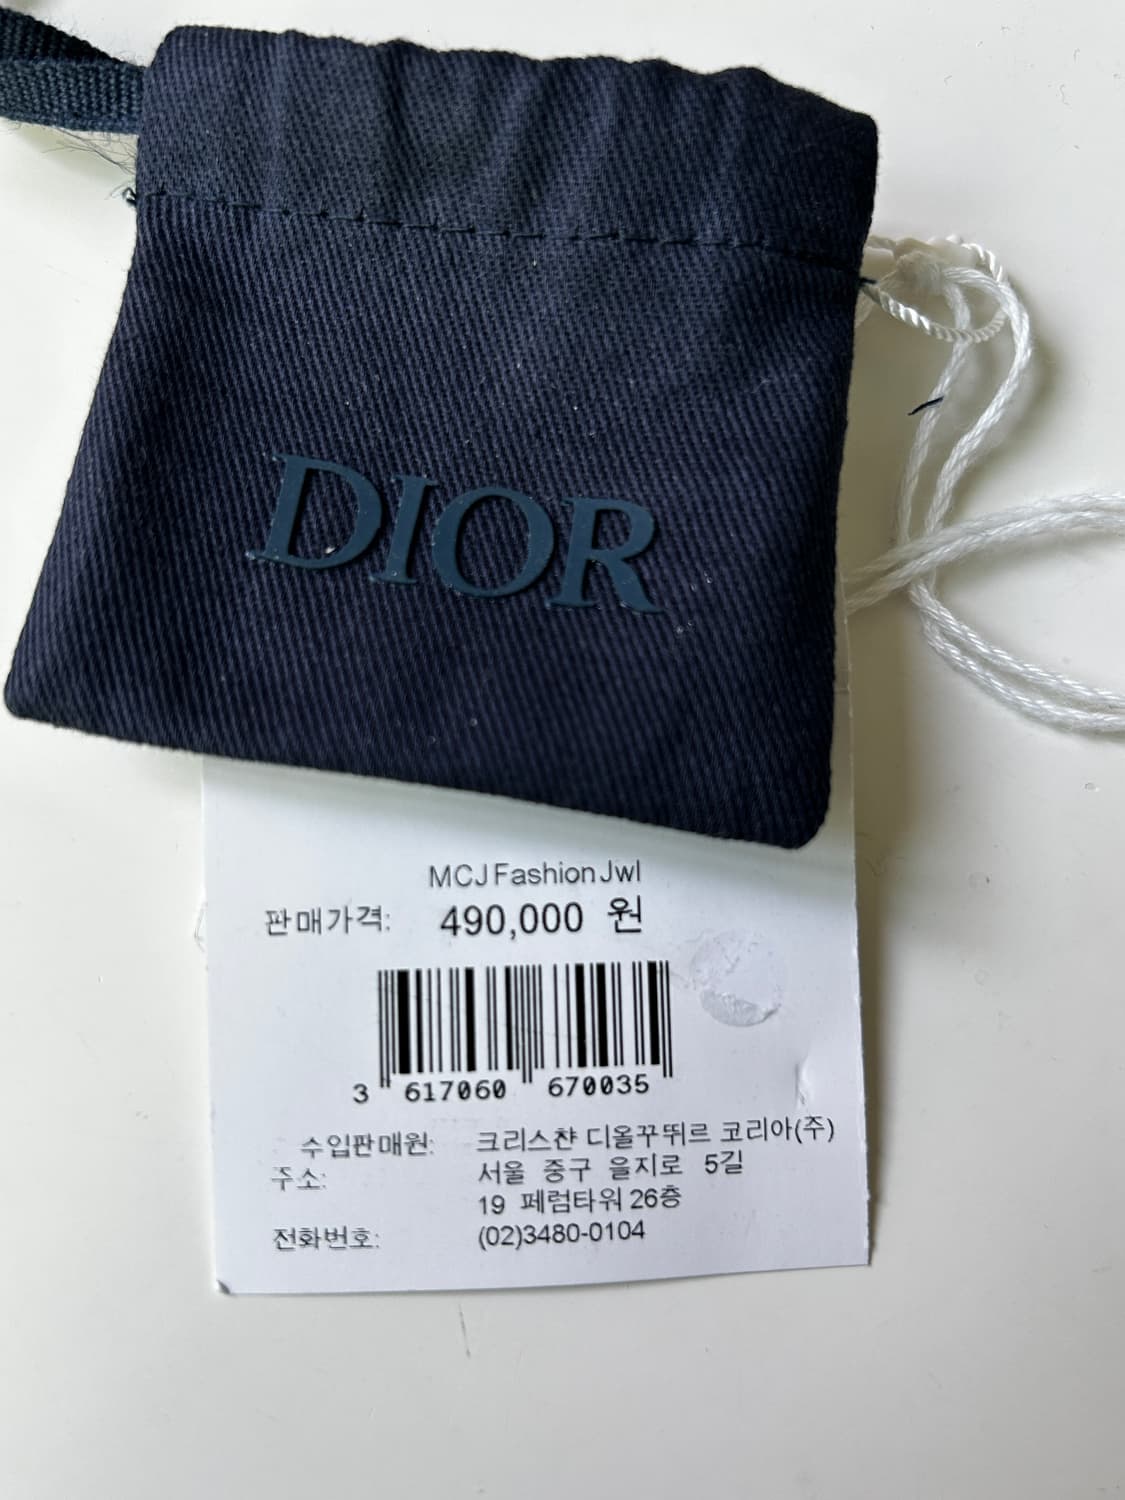 DIOR
MCJ Fashion Jwl
판매가격: 490,000 원
3 617060 670035
수입판매원: 크리스챤 디올꾸뛰르 코리아(주)
주소: 서울 중구 을지로 5길
19 페럼타워 26층
전화번호: (02)3480-0104